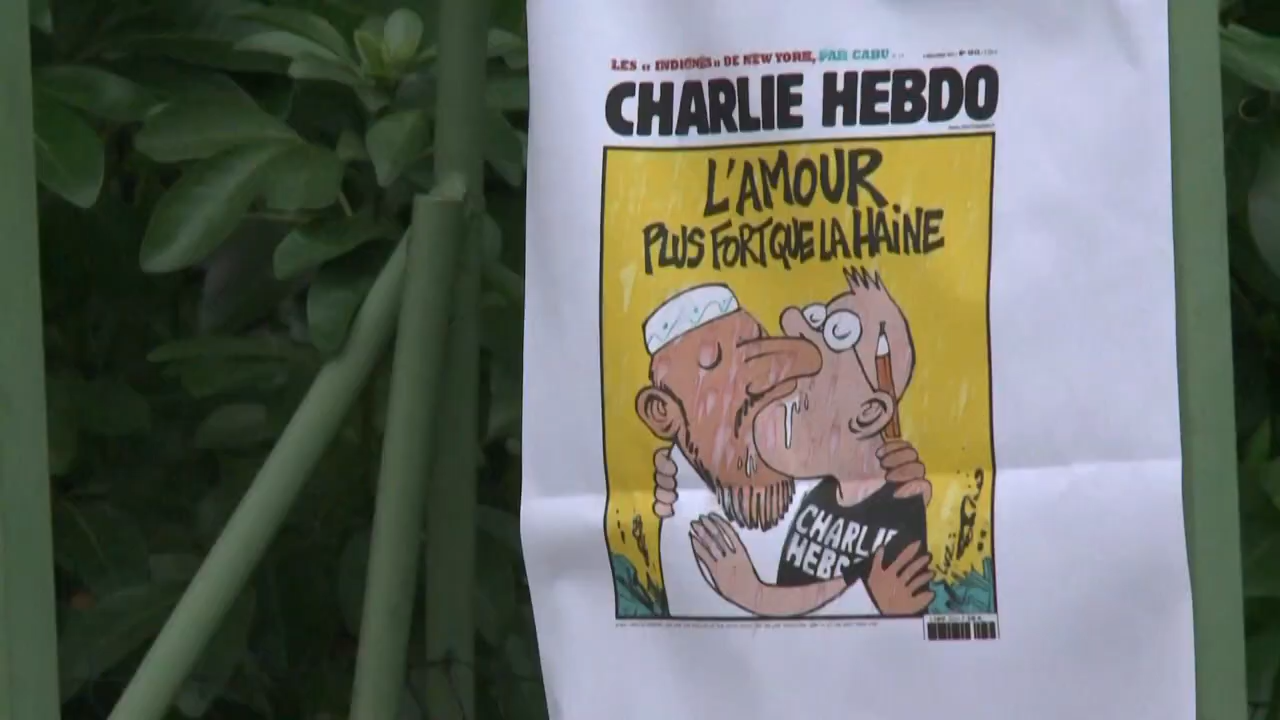 LES « INDIGNÉS » DE NEW YORK, PAR CABU
CHARLIE HEBDO
L'AMOUR
PLUS FORT QUE LA HAINE
CHARLIE
HEBDO